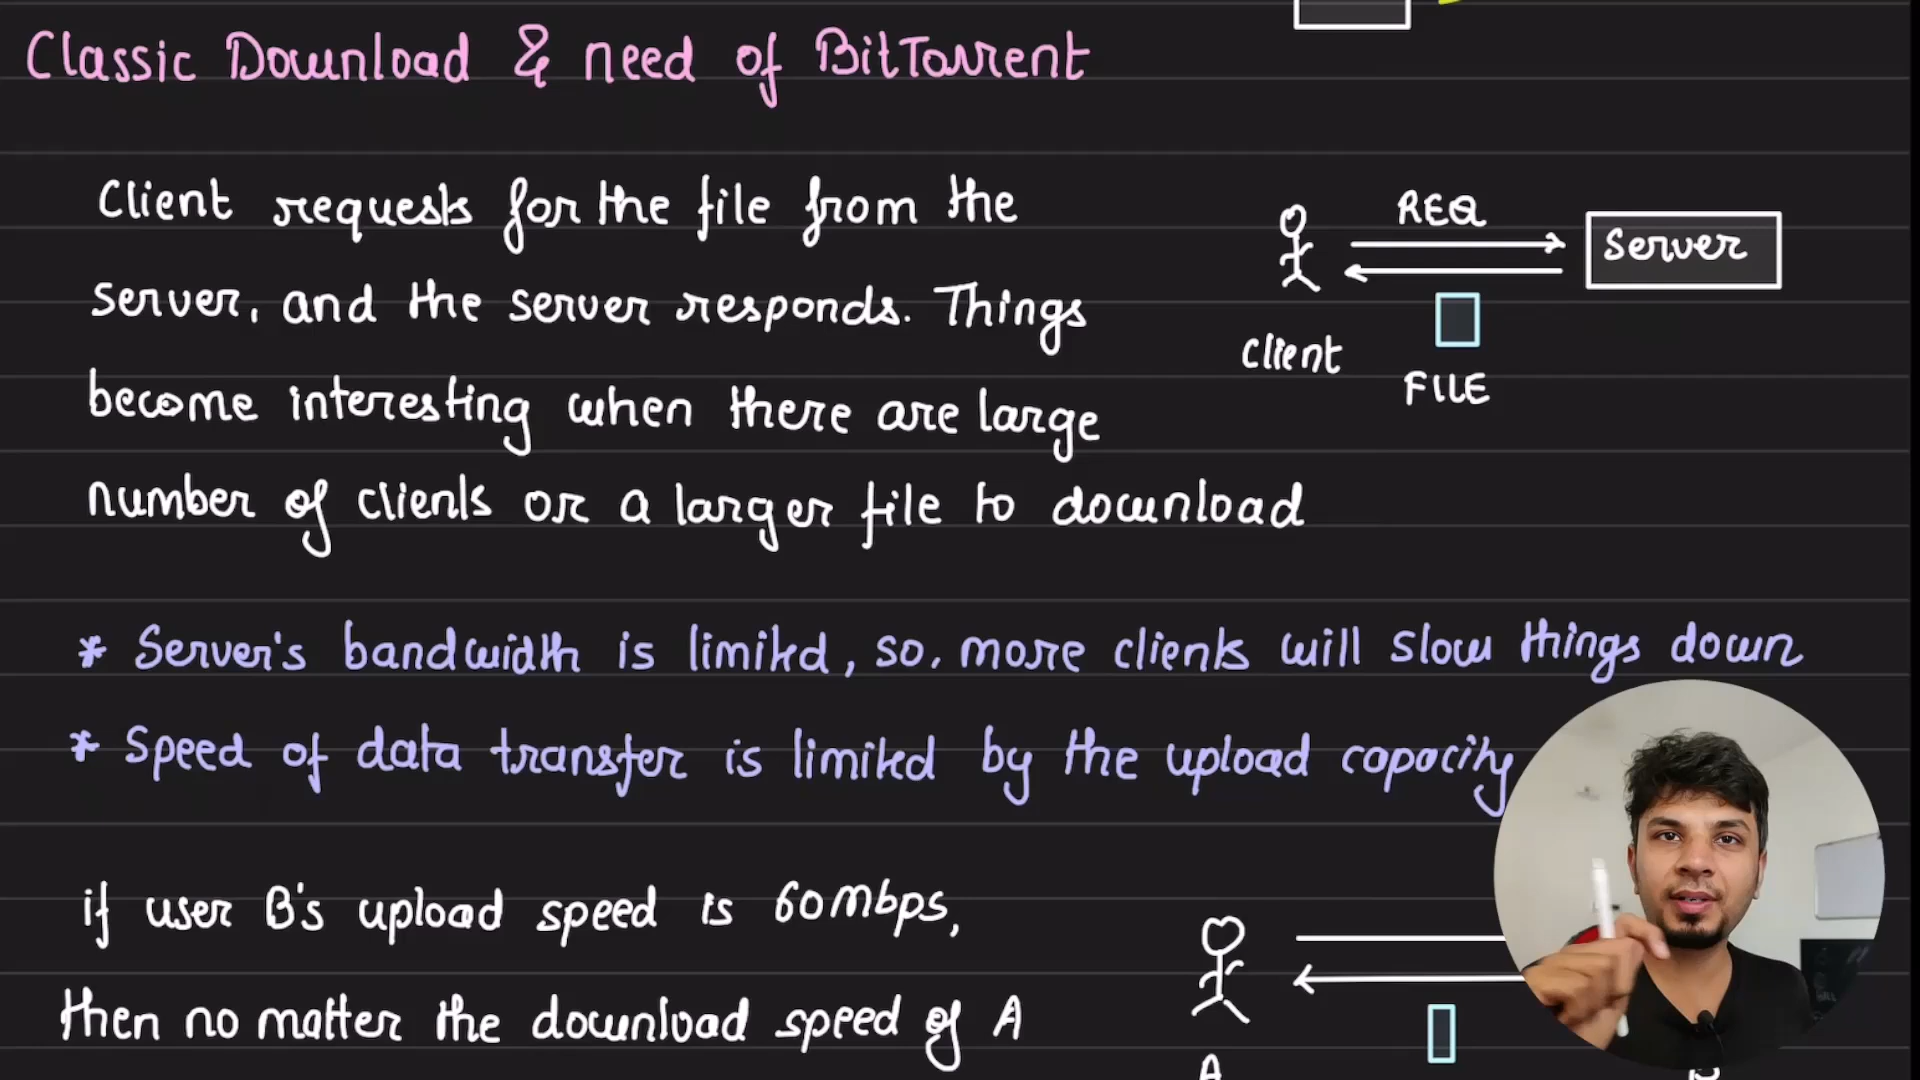 Classic Download & need of BitTorrent
Client requests for the file from the
server, and the server responds. Things
become interesting when there are large
number of clients or a larger file to download
REQ
Server
Client
FILE
* Server's bandwidth is limited, so, more clients will slow things down
* Speed of data transfer is limited by the upload capacity
if user B's upload speed is 60Mbps,
then no matter the download speed of A
A